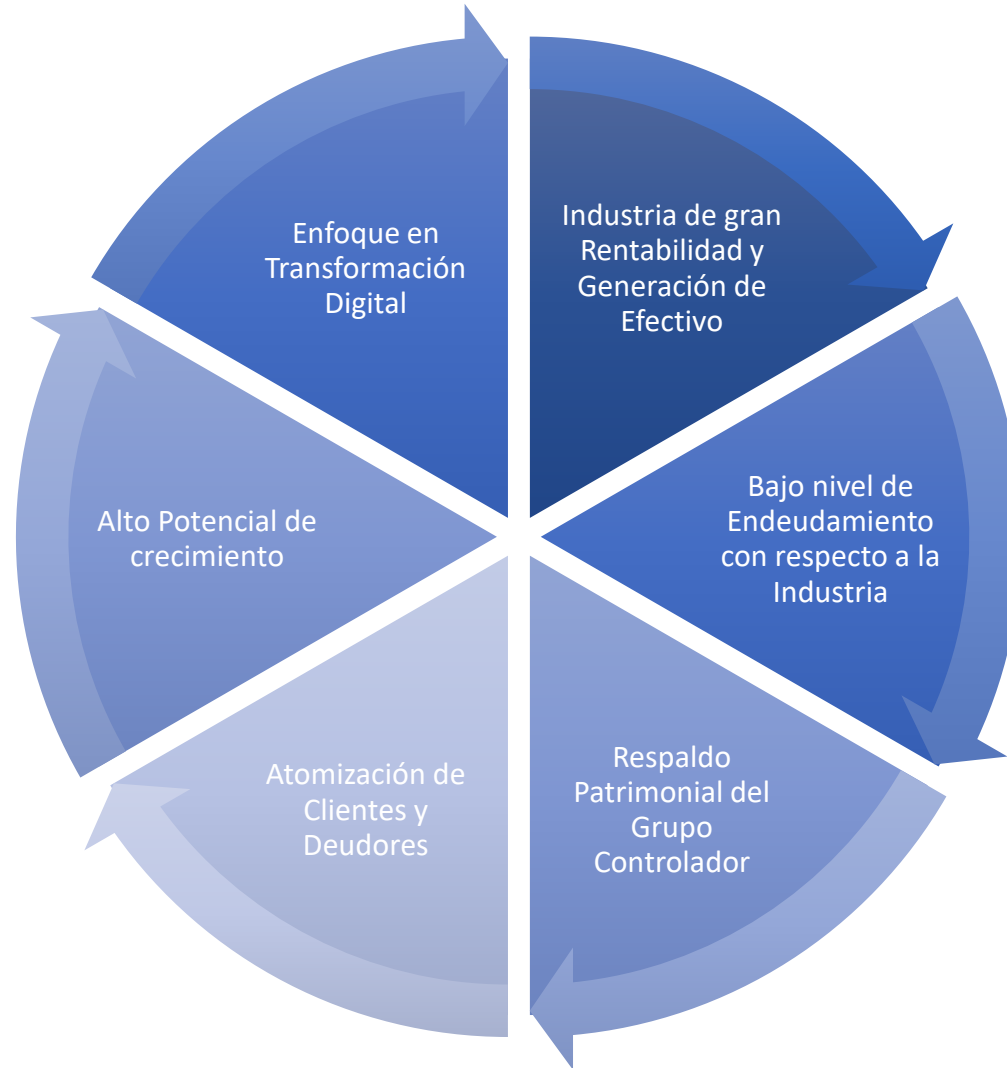 Industria de gran
Rentabilidad y
Generación de
Efectivo
Bajo nivel de
Endeudamiento
con respecto a la
Industria
Respaldo
Patrimonial del
Grupo
Controlador
Atomización de
Clientes y
Deudores
Alto Potencial de
crecimiento
Enfoque en
Transformación
Digital